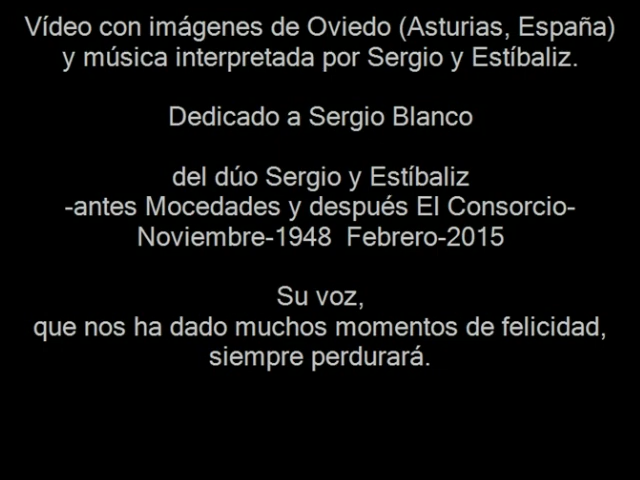 Vídeo con imágenes de Oviedo (Asturias, España)
y música interpretada por Sergio y Estíbaliz.
Dedicado a Sergio Blanco
del dúo Sergio y Estíbaliz
-antes Mocedades y después El Consorcio-
Noviembre-1948  Febrero-2015
Su voz,
que nos ha dado muchos momentos de felicidad,
siempre perdurará.